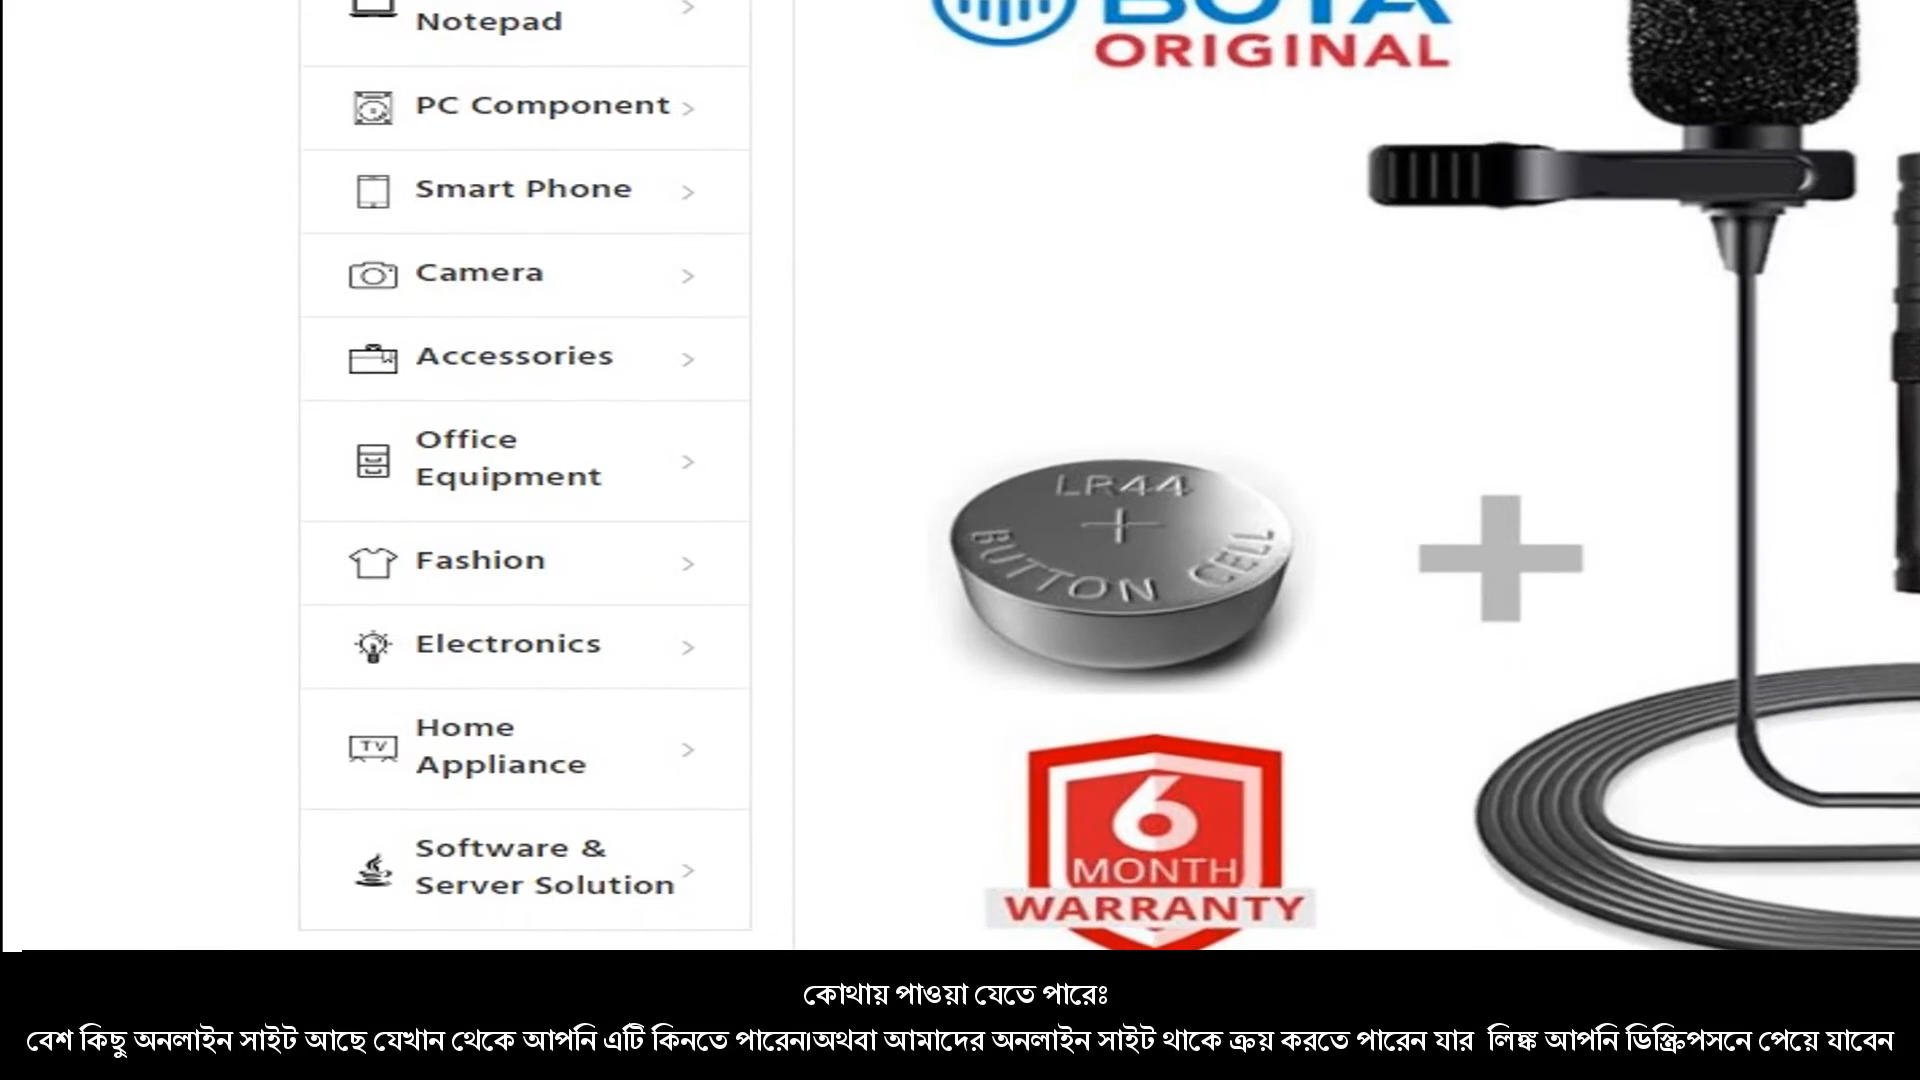 Notepad
PC Component
Smart Phone
Camera
Accessories
Office
Equipment
Fashion
Electronics
Home
Appliance
TV
Software &
Server Solution
BOYA
ORIGINAL
LR44
BUTTON CELL
6
MONTH
WARRANTY
কোথায় পাওয়া যেতে পারেঃ
বেশ কিছু অনলাইন সাইট আছে যেখান থেকে আপনি এটি কিনতে পারেন।অথবা আমাদের অনলাইন সাইট থাকে ক্রয় করতে পারেন যার লিঙ্ক আপনি ডিস্ক্রিপসনে পেয়ে যাবেন